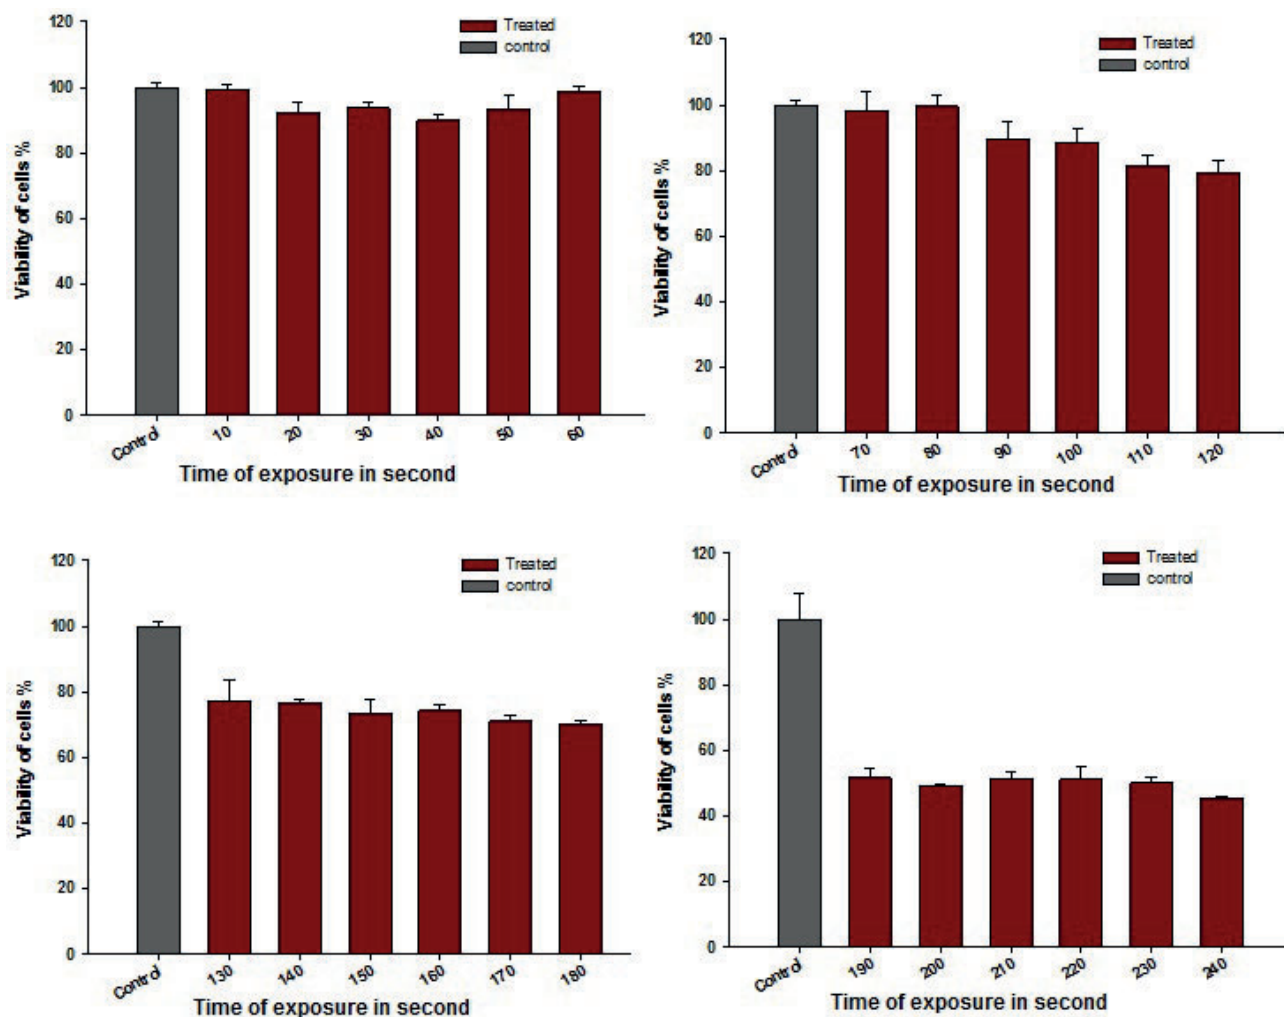 120
100
80
60
40
20
0
Viability of cells %
Treated
control
Control 10 20 30 40 50 60
Time of exposure in second
120
100
80
60
40
20
0
Viability of cells %
Treated
control
Control 70 80 90 100 110 120
Time of exposure in second
120
100
80
60
40
20
0
Viability of cells %
Treated
control
Control 130 140 150 160 170 180
Time of exposure in second
120
100
80
60
40
20
0
Viability of cells %
Treated
control
Control 190 200 210 220 230 240
Time of exposure in second